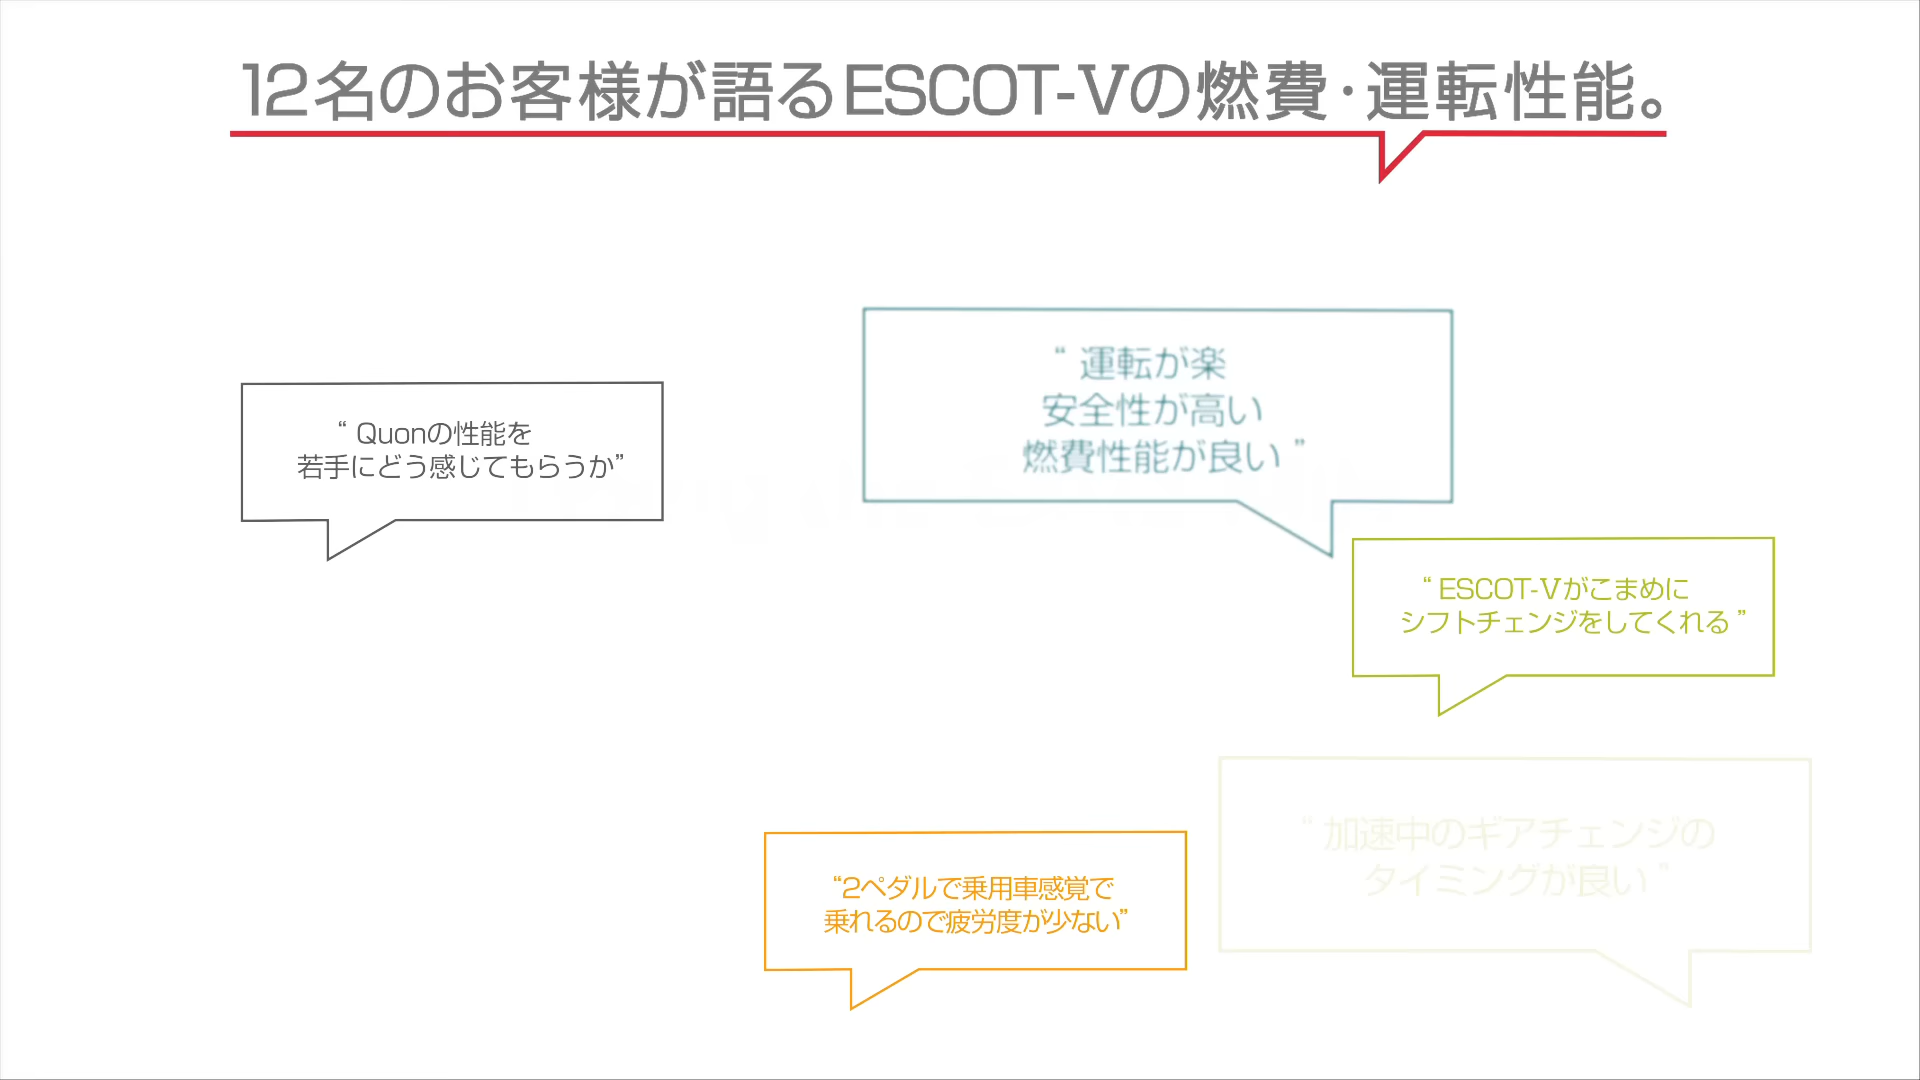 12名のお客様が語るESCOT-Vの燃費・運転性能。
“ 運転が楽
安全性が高い
燃費性能が良い ”
“ Quonの性能を
若手にどう感じてもらうか”
“ ESCOT-Vがこまめに
シフトチェンジをしてくれる ”
“ 加速中のギアチェンジの
タイミングが良い ”
“2ペダルで乗用車感覚で
乗れるので疲労度が少ない”